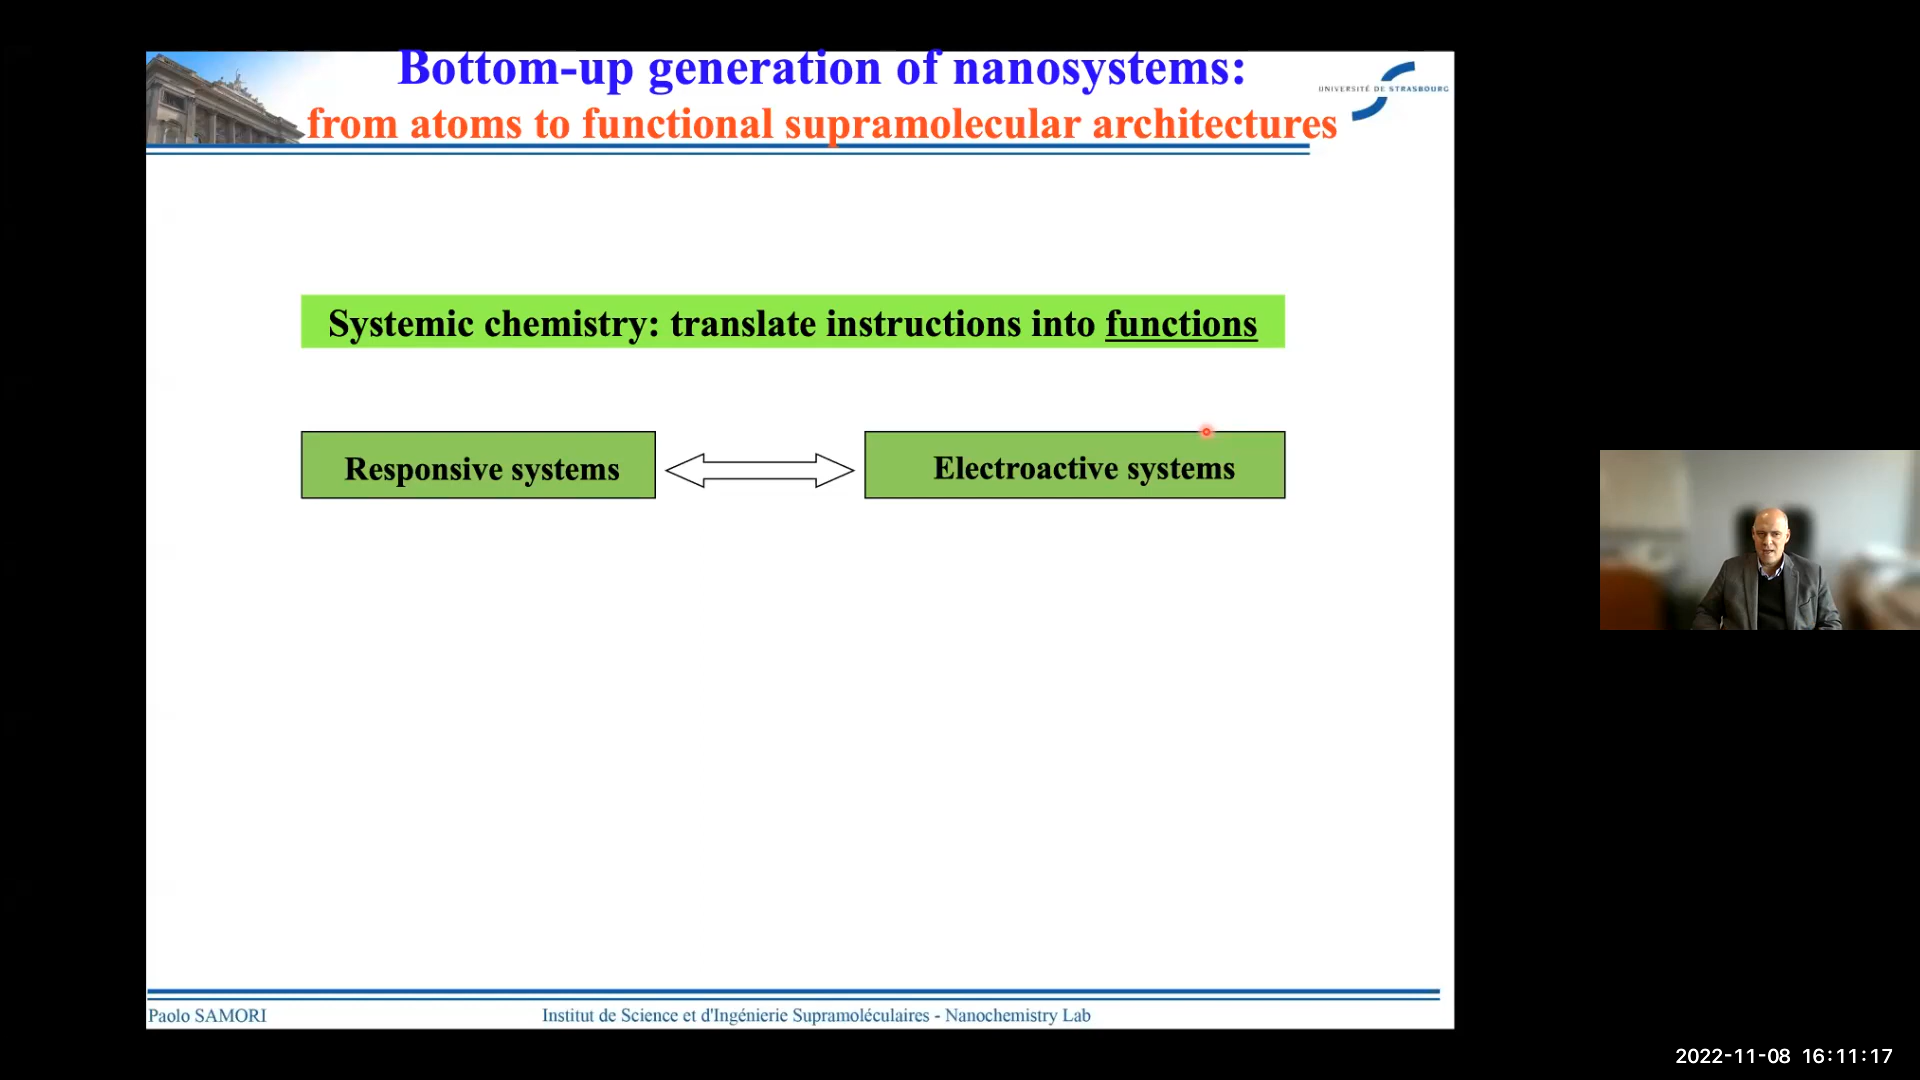 Bottom-up generation of nanosystems:
from atoms to functional supramolecular architectures
UNIVERSITÉ DE STRASBOURG
Systemic chemistry: translate instructions into functions
Responsive systems
Electroactive systems
Paolo SAMORI
Institut de Science et d'Ingénierie Supramoléculaires - Nanochemistry Lab
2022-11-08 16:11:17